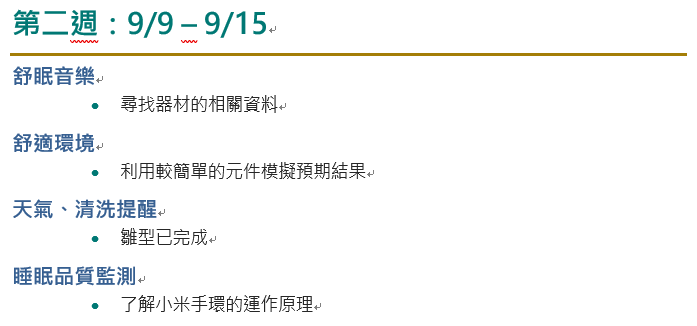 第二週：9/9 – 9/15
舒眠音樂
• 尋找器材的相關資料
舒適環境
• 利用較簡單的元件模擬預期結果
天氣、清洗提醒
• 雛型已完成
睡眠品質監測
• 了解小米手環的運作原理